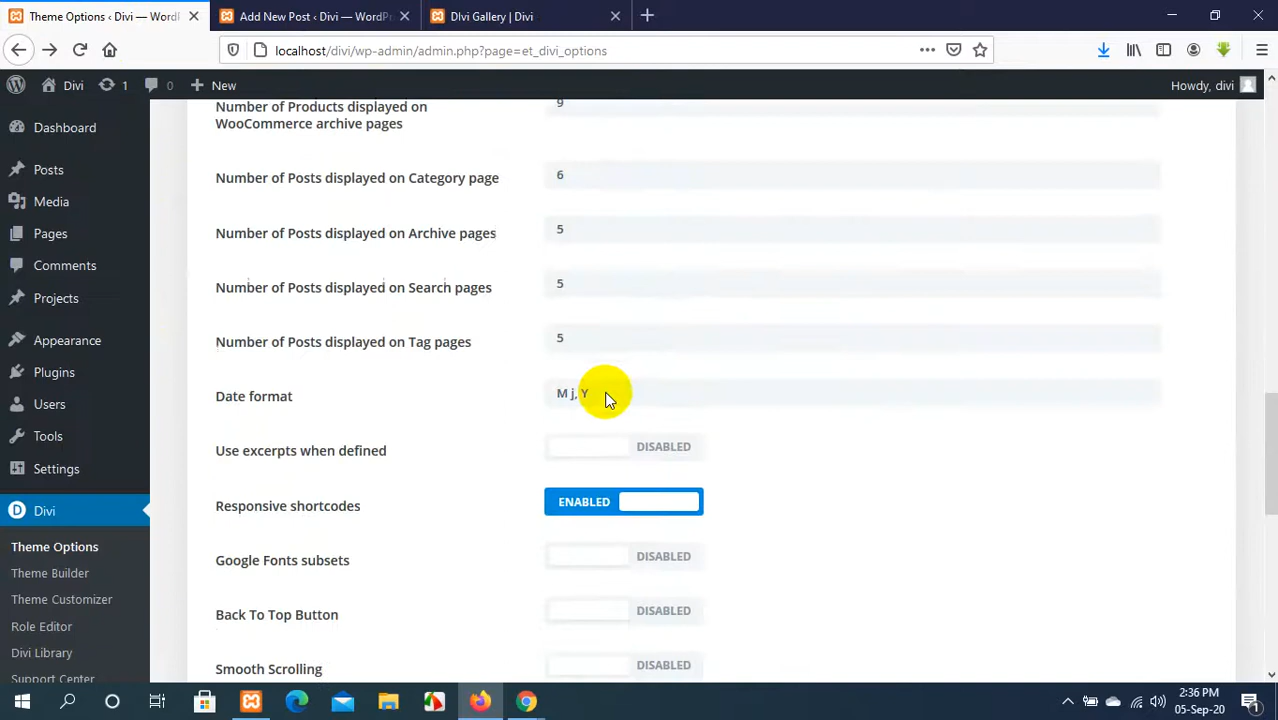 Theme Options ‹ Divi — WordPr
Add New Post ‹ Divi — WordPr
DIvi Gallery | Divi
localhost/divi/wp-admin/admin.php?page=et_divi_options
Divi
1
0
New
Howdy, divi
Dashboard
Posts
Media
Pages
Comments
Projects
Appearance
Plugins
Users
Tools
Settings
Divi
Theme Options
Theme Builder
Theme Customizer
Role Editor
Divi Library
Support Center
Number of Products displayed on
WooCommerce archive pages
9
Number of Posts displayed on Category page
6
Number of Posts displayed on Archive pages
5
Number of Posts displayed on Search pages
5
Number of Posts displayed on Tag pages
5
Date format
M j, Y
Use excerpts when defined
DISABLED
Responsive shortcodes
ENABLED
Google Fonts subsets
DISABLED
Back To Top Button
DISABLED
Smooth Scrolling
DISABLED
2:36 PM
05-Sep-20
1